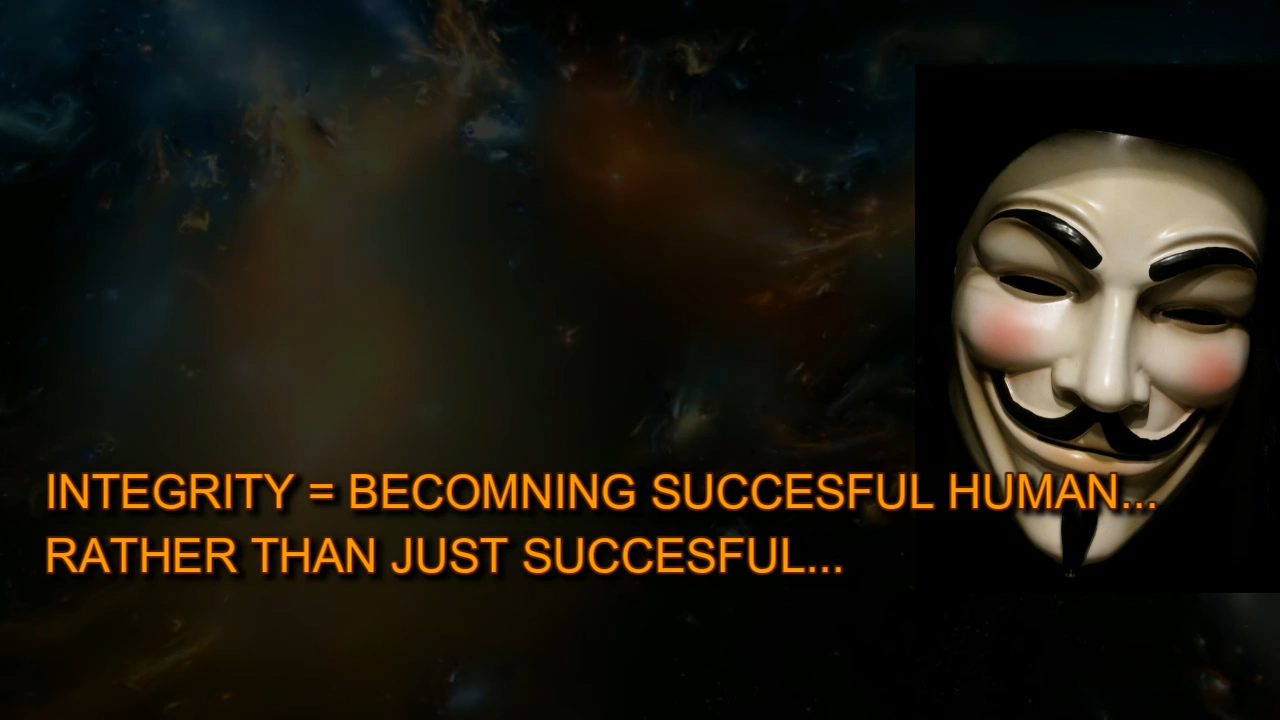 INTEGRITY = BECOMNING SUCCESFUL HUMAN...
RATHER THAN JUST SUCCESFUL...